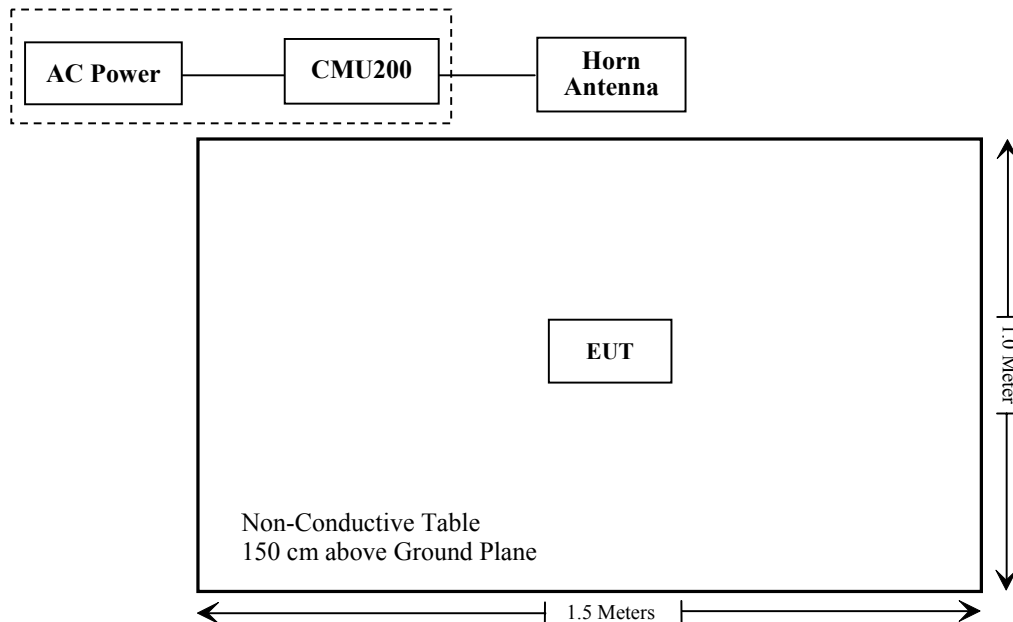 AC Power
CMU200
Horn
Antenna
EUT
1.0 Meter
Non-Conductive Table
150 cm above Ground Plane
1.5 Meters